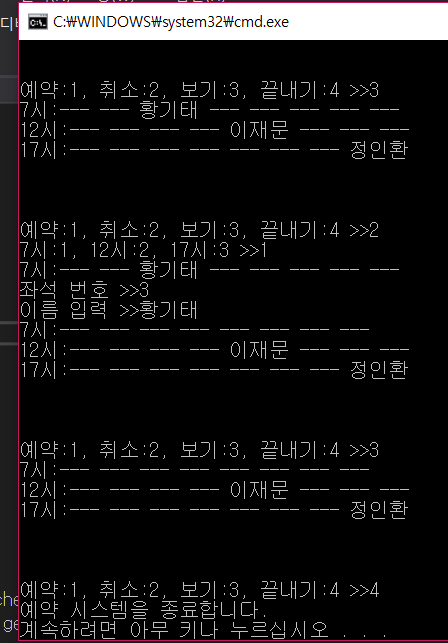 C:₩WINDOWS₩system32₩cmd.exe
예약:1, 취소:2, 보기:3, 끝내기:4 >>3
7시:--- --- 황기태 --- --- --- --- ---
12시:--- --- --- --- 이재문 --- --- ---
17시:--- --- --- --- --- --- --- 정인환
예약:1, 취소:2, 보기:3, 끝내기:4 >>2
7시:1, 12시:2, 17시:3 >>1
7시:--- --- 황기태 --- --- --- --- ---
좌석 번호 >>3
이름 입력 >>황기태
7시:--- --- --- --- --- --- --- ---
12시:--- --- --- --- 이재문 --- --- ---
17시:--- --- --- --- --- --- --- 정인환
예약:1, 취소:2, 보기:3, 끝내기:4 >>3
7시:--- --- --- --- --- --- --- ---
12시:--- --- --- --- 이재문 --- --- ---
17시:--- --- --- --- --- --- --- 정인환
예약:1, 취소:2, 보기:3, 끝내기:4 >>4
예약 시스템을 종료합니다.
계속하려면 아무 키나 누르십시오 . . .